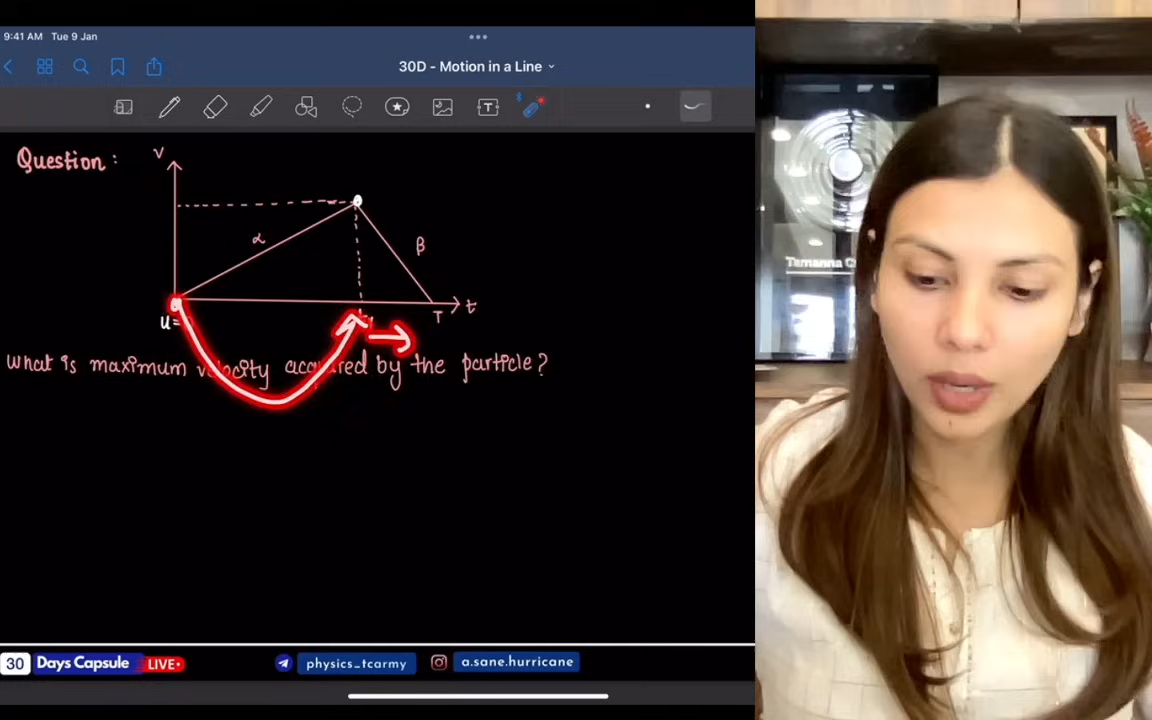 9:41 AM Tue 9 Jan
30D - Motion in a Line
T
Question:
v
α
β
u=
T
t
What is maximum velocity acquired by the particle?
Tamanna
30 Days Capsule LIVE
physics_tcarmy
a.sane.hurricane